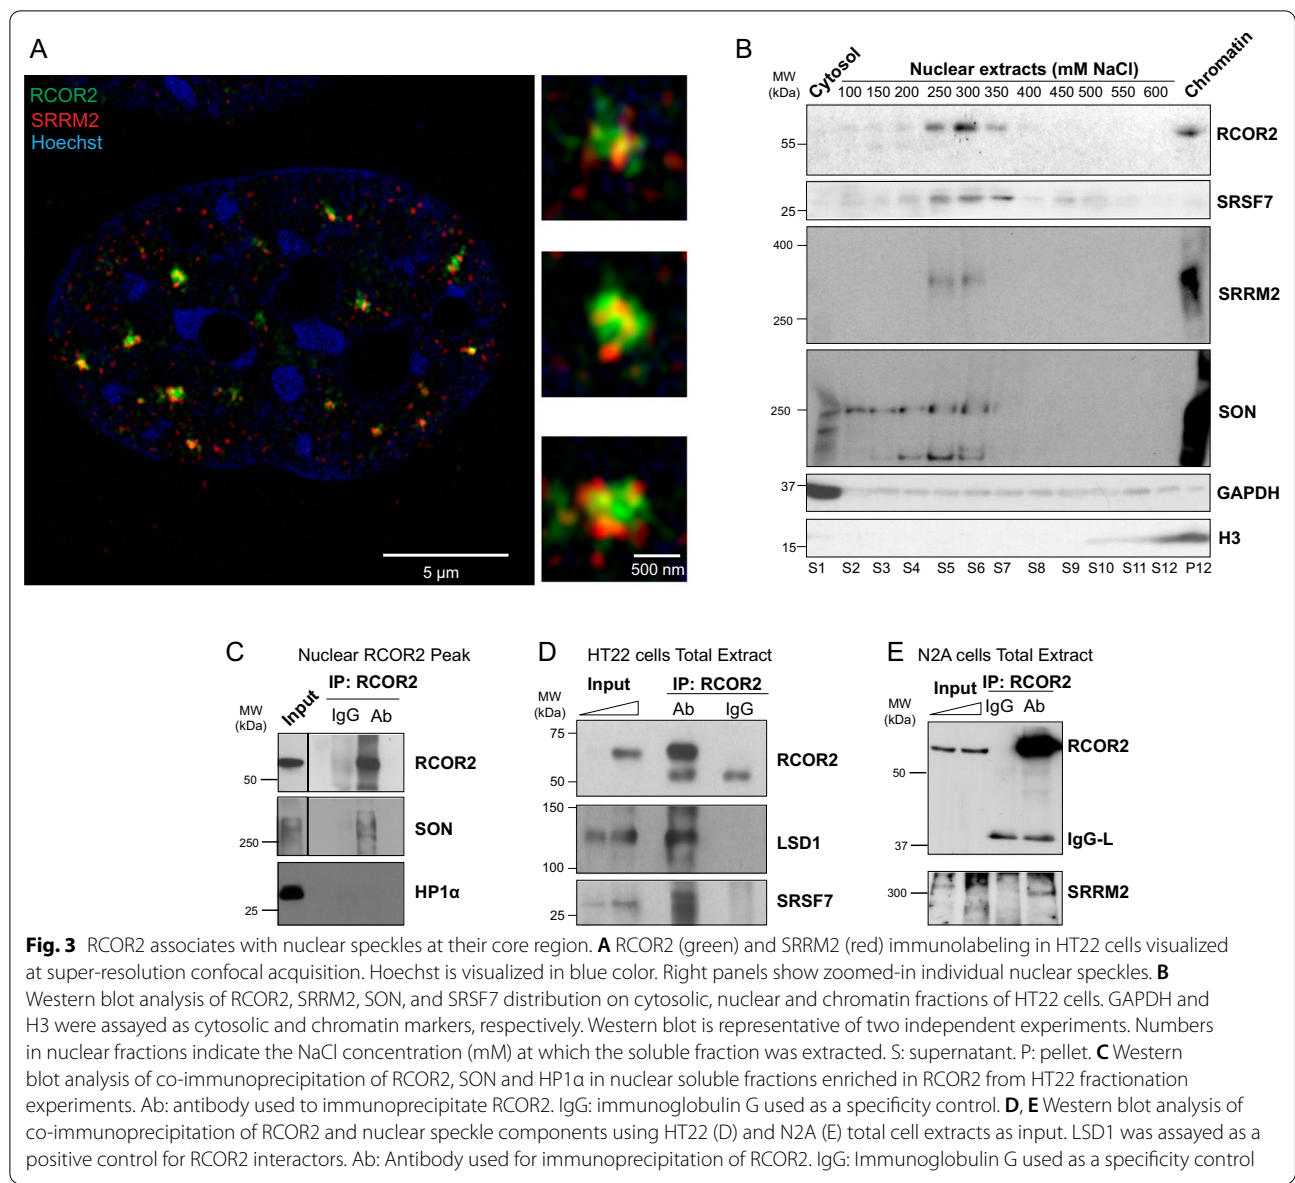 A
RCOR2
SRRM2
Hoechst
5 µm
500 nm
B
MW
(kDa)
Cytosol
Nuclear extracts (mM NaCl)
Chromatin
100 150 200 250 300 350 400 450 500 550 600
55
RCOR2
25
SRSF7
400
250
SRRM2
250
SON
37
GAPDH
15
H3
S1 S2 S3 S4 S5 S6 S7 S8 S9 S10 S11 S12 P12
C
Nuclear RCOR2 Peak
IP: RCOR2
MW
(kDa)
Input
IgG Ab
50
RCOR2
250
SON
25
HP1α
D
HT22 cells Total Extract
Input
IP: RCOR2
MW
(kDa)
Ab IgG
75
50
RCOR2
150
100
LSD1
25
SRSF7
E
N2A cells Total Extract
Input
IP: RCOR2
MW
(kDa)
IgG Ab
RCOR2
50
37
IgG-L
300
SRRM2
Fig. 3 RCOR2 associates with nuclear speckles at their core region. A RCOR2 (green) and SRRM2 (red) immunolabeling in HT22 cells visualized
at super-resolution confocal acquisition. Hoechst is visualized in blue color. Right panels show zoomed-in individual nuclear speckles. B
Western blot analysis of RCOR2, SRRM2, SON, and SRSF7 distribution on cytosolic, nuclear and chromatin fractions of HT22 cells. GAPDH and
H3 were assayed as cytosolic and chromatin markers, respectively. Western blot is representative of two independent experiments. Numbers
in nuclear fractions indicate the NaCl concentration (mM) at which the soluble fraction was extracted. S: supernatant. P: pellet. C Western
blot analysis of co-immunoprecipitation of RCOR2, SON and HP1α in nuclear soluble fractions enriched in RCOR2 from HT22 fractionation
experiments. Ab: antibody used to immunoprecipitate RCOR2. IgG: immunoglobulin G used as a specificity control. D, E Western blot analysis of
co-immunoprecipitation of RCOR2 and nuclear speckle components using HT22 (D) and N2A (E) total cell extracts as input. LSD1 was assayed as a
positive control for RCOR2 interactors. Ab: Antibody used for immunoprecipitation of RCOR2. IgG: Immunoglobulin G used as a specificity control